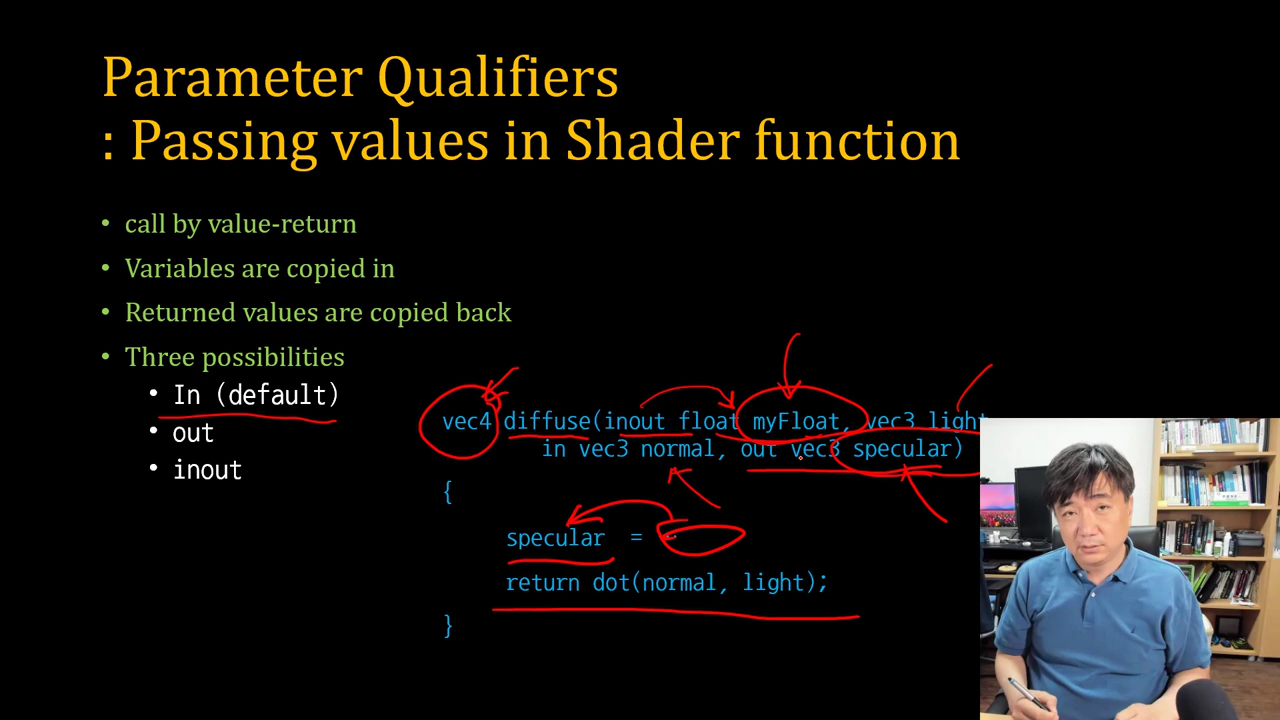 Parameter Qualifiers
: Passing values in Shader function
• call by value-return
• Variables are copied in
• Returned values are copied back
• Three possibilities
• In (default)
• out
• inout
vec4 diffuse(inout float myFloat, vec3 light
in vec3 normal, out vec3 specular)
{
specular =
return dot(normal, light);
}